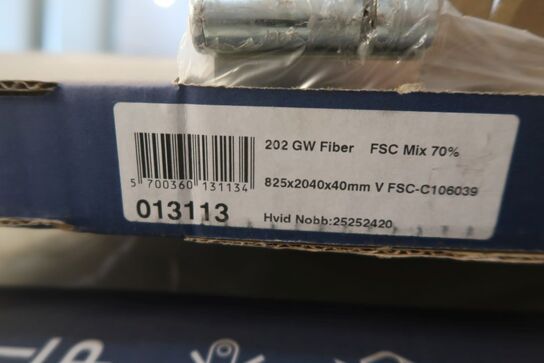 202 GW Fiber FSC Mix 70%
5 700360 131134
825x2040x40mm V FSC-C106039
013113
Hvid Nobb:25252420